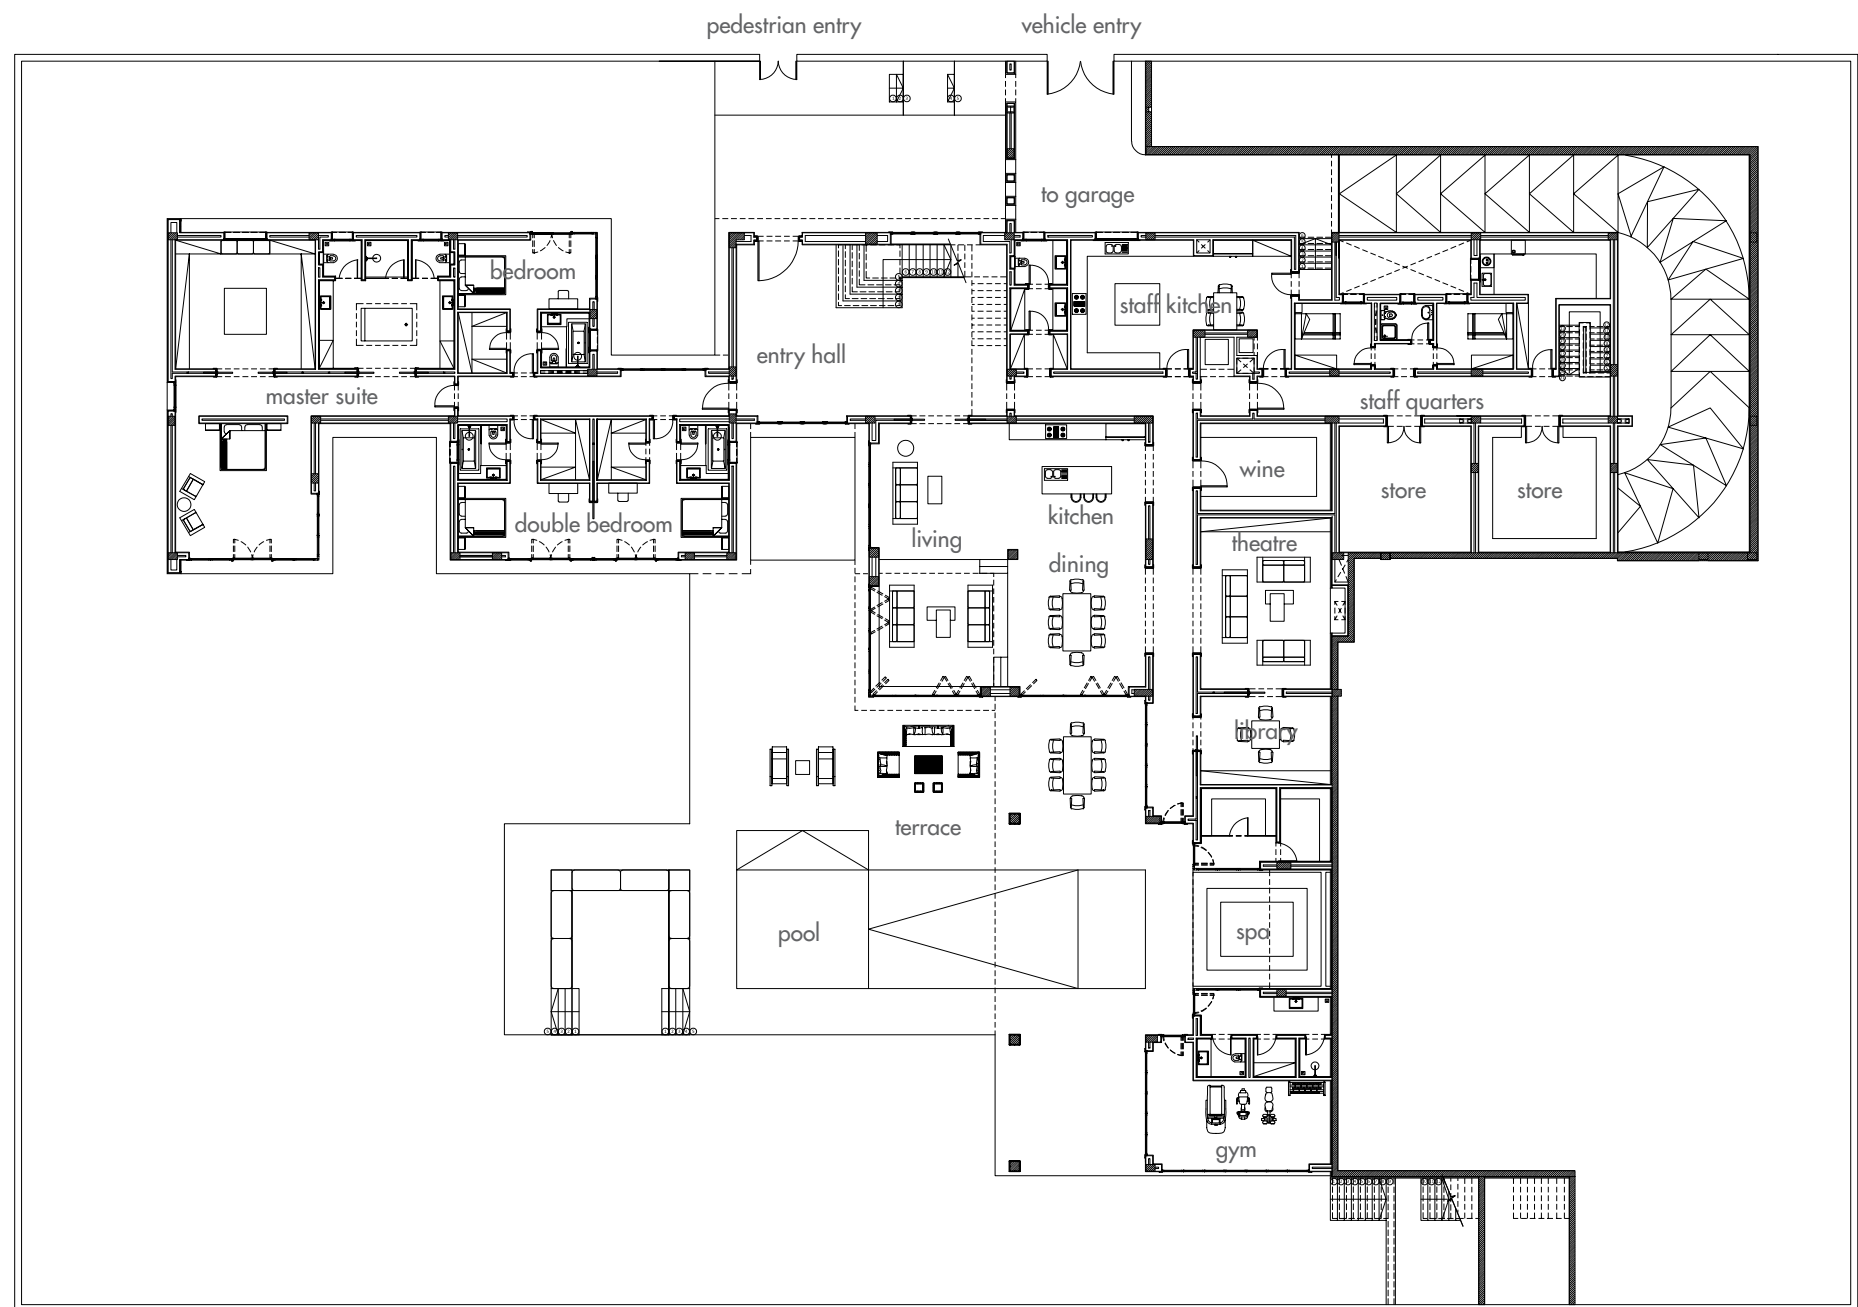 pedestrian entry
vehicle entry
to garage
bedroom
staff kitchen
entry hall
master suite
staff quarters
wine
store
store
double bedroom
living
kitchen
theatre
dining
library
terrace
pool
spa
gym